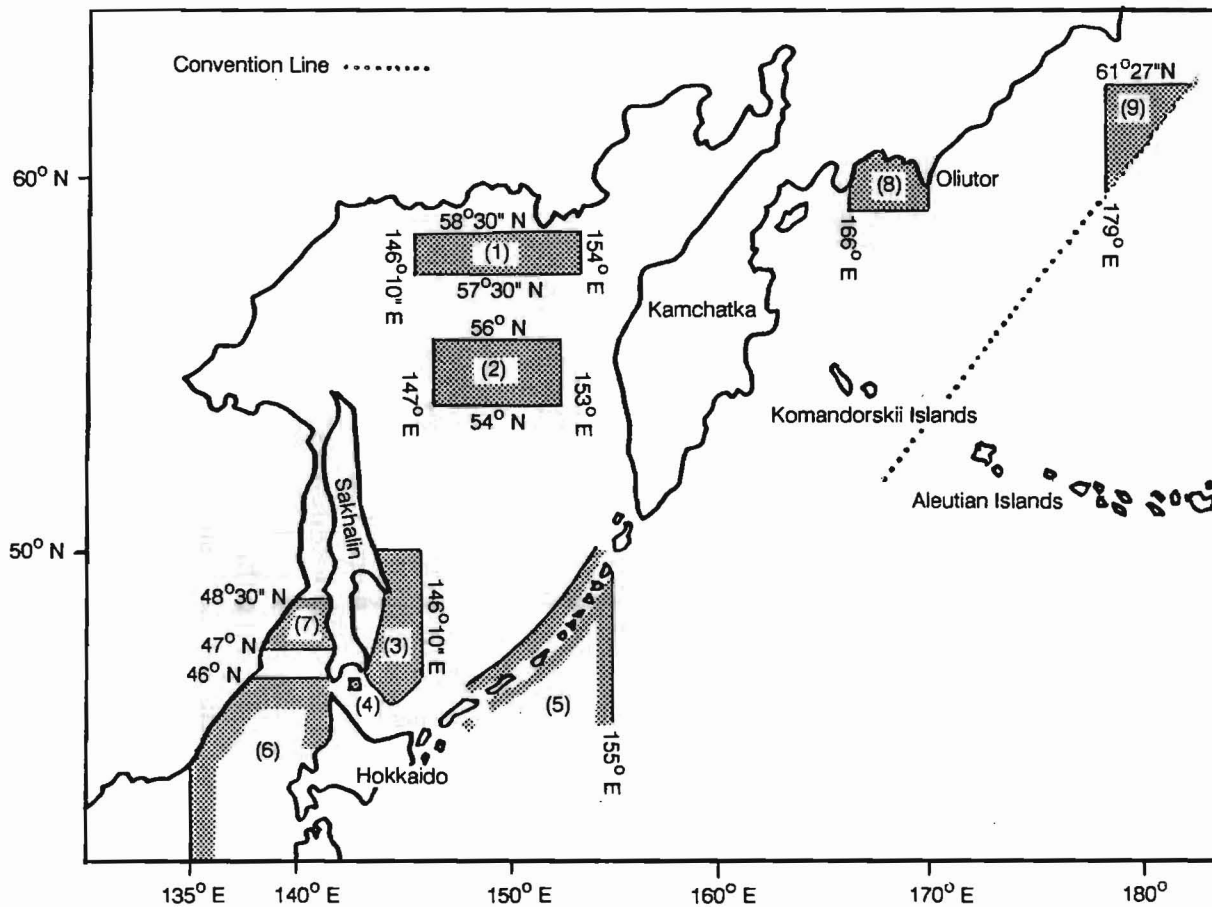 Convention Line
61°27"N
(9)
60° N
(8)
Oliutor
58°30" N
146°10" E
(1)
154° E
166° E
179° E
57°30" N
Kamchatka
56° N
(2)
147° E
153° E
54° N
Komandorskii Islands
Sakhalin
Aleutian Islands
50° N
48°30" N
(7)
146°10" E
(3)
47° N
46° N
(4)
(5)
(6)
155° E
Hokkaido
135° E
140° E
150° E
160° E
170° E
180°